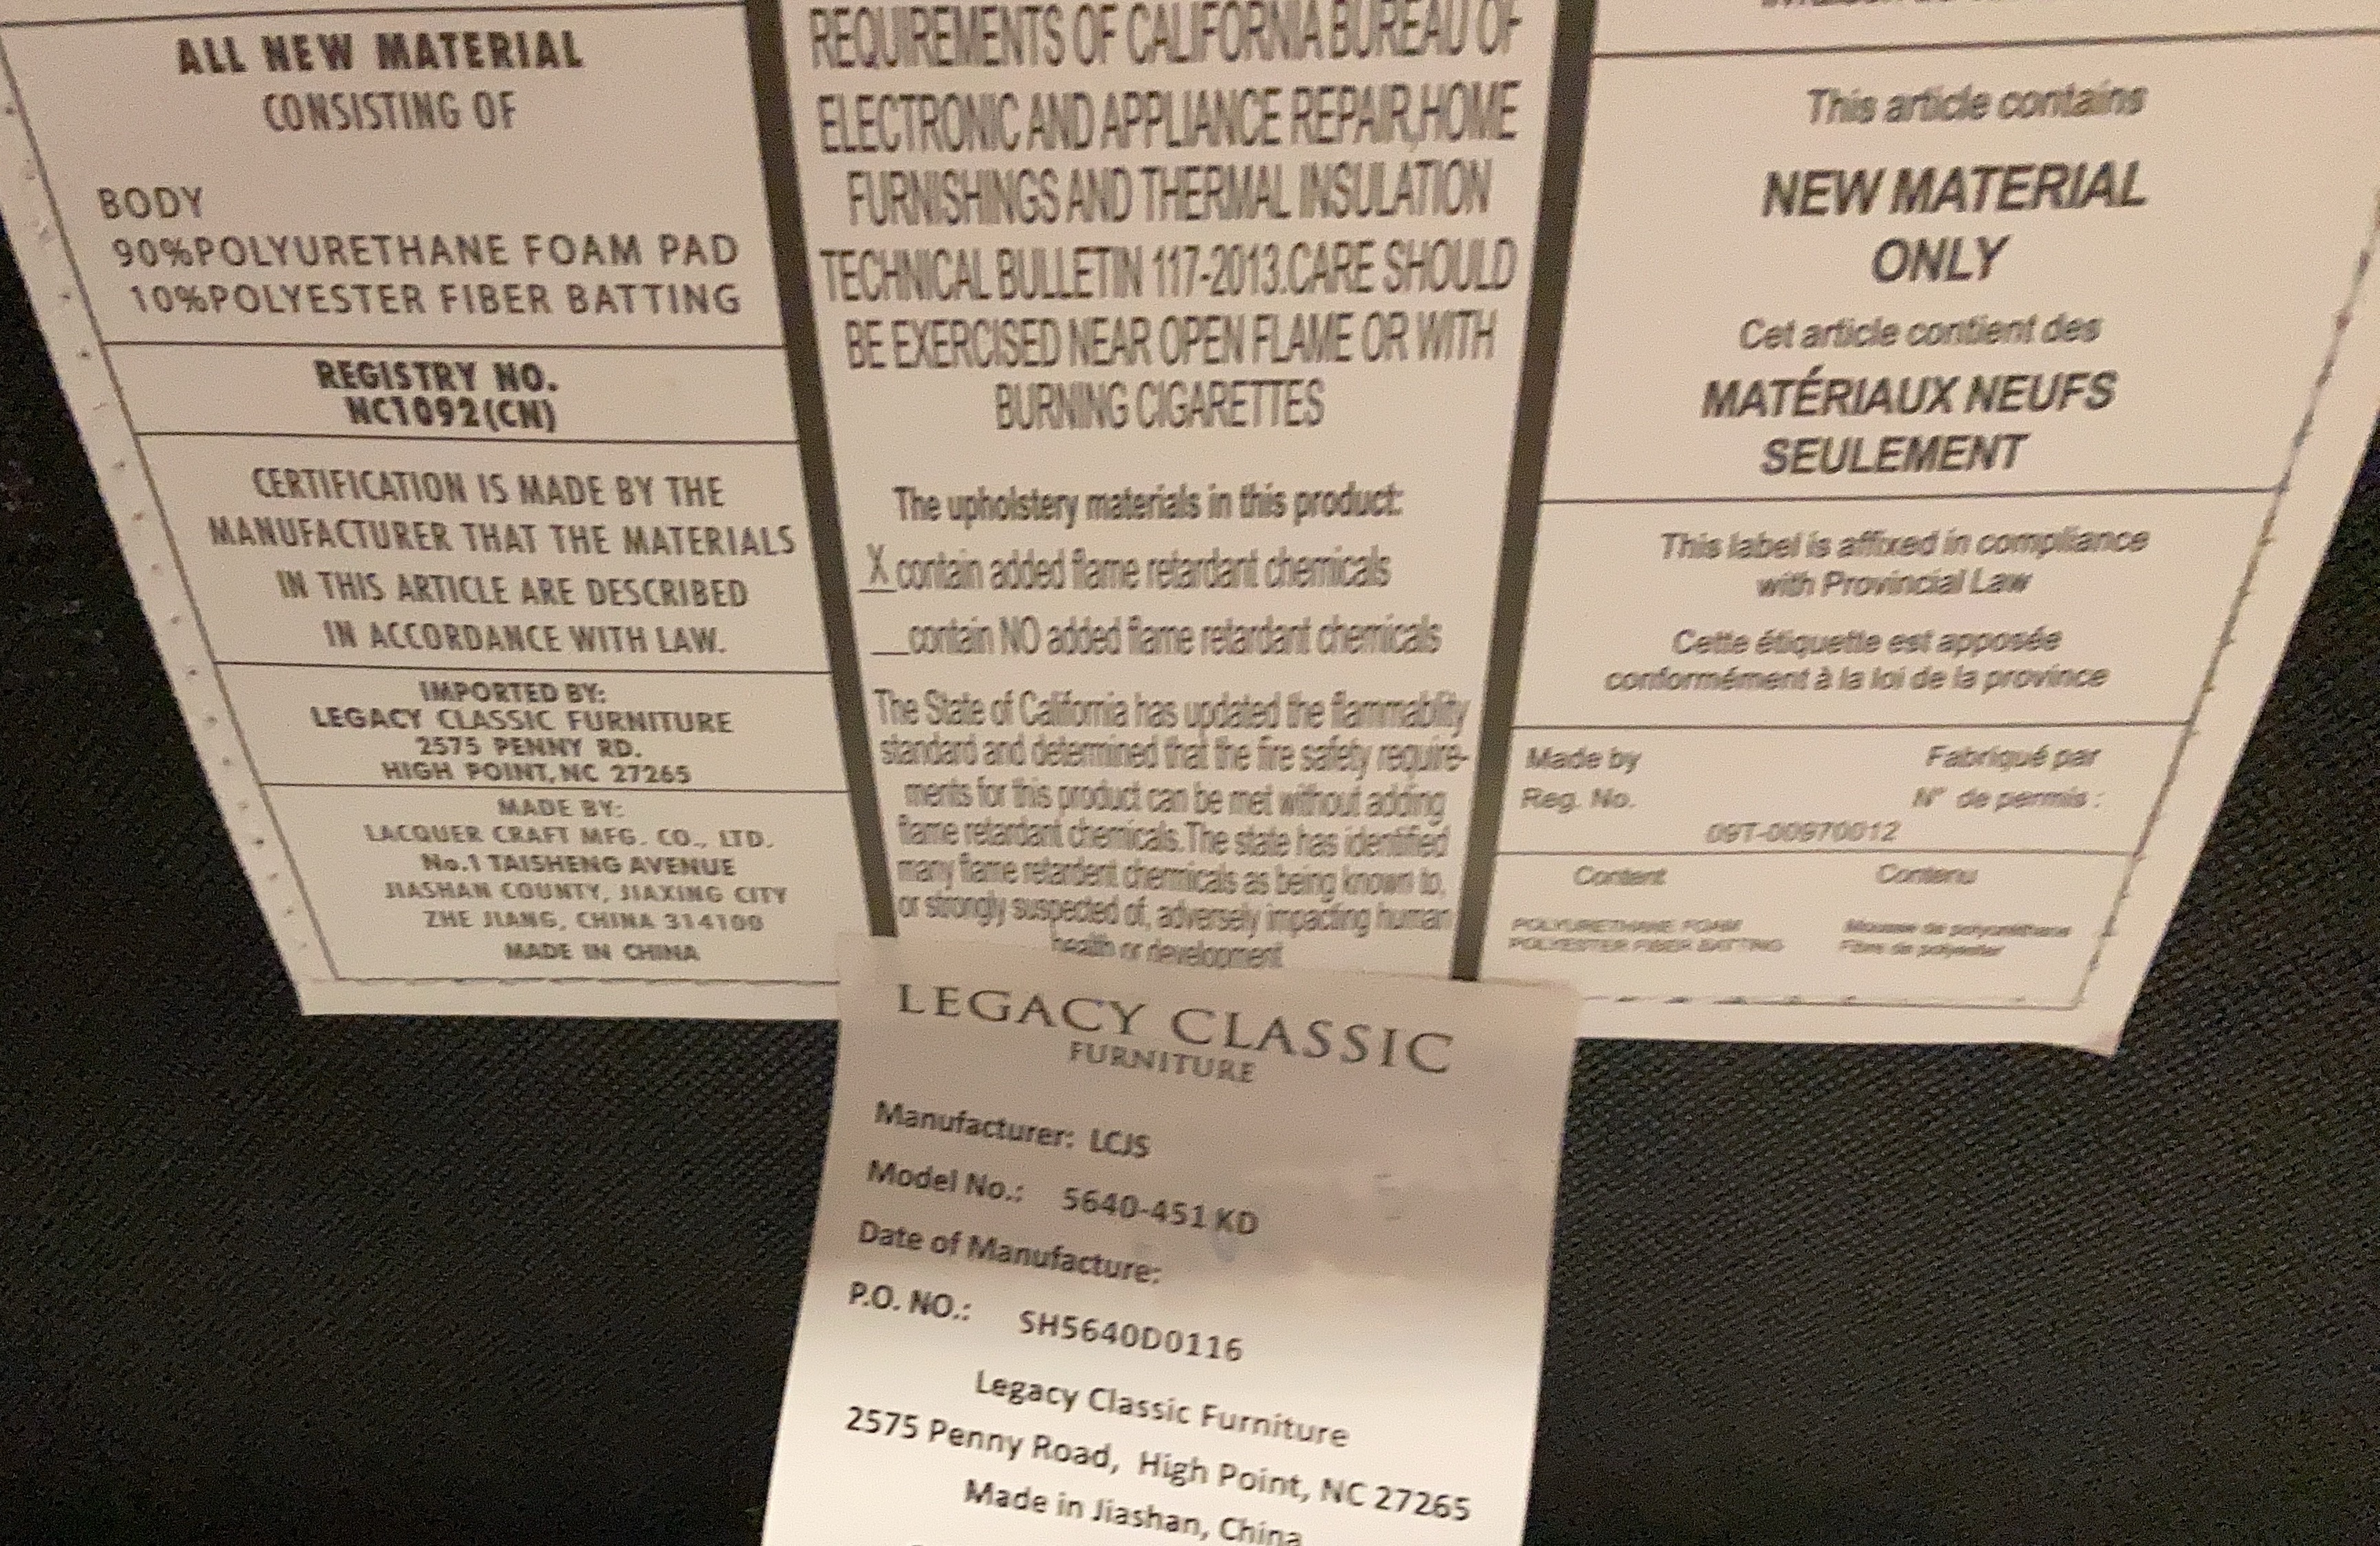 ALL NEW MATERIAL
CONSISTING OF
BODY
90%POLYURETHANE FOAM PAD
10%POLYESTER FIBER BATTING
REGISTRY NO.
NC1092(CN)
CERTIFICATION IS MADE BY THE
MANUFACTURER THAT THE MATERIALS
IN THIS ARTICLE ARE DESCRIBED
IN ACCORDANCE WITH LAW.
IMPORTED BY:
LEGACY CLASSIC FURNITURE
2575 PENNY RD.
HIGH POINT, NC 27265
MADE BY:
LACQUER CRAFT MFG. CO., LTD.
No.1 TAISHENG AVENUE
JIASHAN COUNTY, JIAXING CITY
ZHE JIANG, CHINA 314100
MADE IN CHINA
REQUIREMENTS OF CALIFORNIA BUREAU OF
ELECTRONIC AND APPLIANCE REPAIR,HOME
FURNISHINGS AND THERMAL INSULATION
TECHNICAL BULLETIN 117-2013.CARE SHOULD
BE EXERCISED NEAR OPEN FLAME OR WITH
BURNING CIGARETTES
The upholstery materials in this product:
X contain added flame retardant chemicals
__contain NO added flame retardant chemicals
The State of California has updated the flammablity
standard and determined that the fire safety require-
ments for this product can be met without adding
flame retardant chemicals.The state has identified
many flame retardent chermicals as being known to,
or strongly suspected of, adversely impacting human
health or development
This article contains
NEW MATERIAL
ONLY
Cet article contient des
MATÉRIAUX NEUFS
SEULEMENT
This label is affixed in compliance
with Provincial Law
Cette étiquette est apposée
conformément à la loi de la province
Made by Fabriqué par
Reg. No. N° de permis :
09T-00970012
Content Contenu
POLYURETHANE FOAM Mousse de polyuréthane
POLYESTER FIBER BATTING Fibre de polyester
LEGACY CLASSIC
FURNITURE
Manufacturer: LCJS
Model No.: 5640-451 KD
Date of Manufacture:
P.O. NO.: SH5640D0116
Legacy Classic Furniture
2575 Penny Road, High Point, NC 27265
Made in Jiashan, China